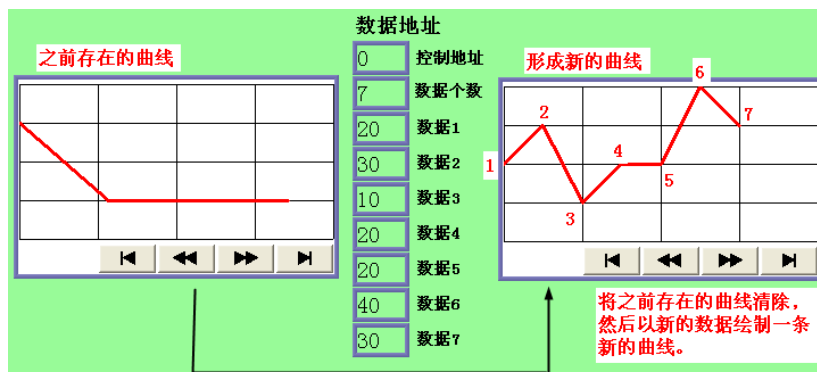 数据地址
之前存在的曲线
0 控制地址
7 数据个数
20 数据1
30 数据2
10 数据3
20 数据4
20 数据5
40 数据6
30 数据7
形成新的曲线
1
2
3
4
5
6
7
将之前存在的曲线清除，
然后以新的数据绘制一条
新的曲线。